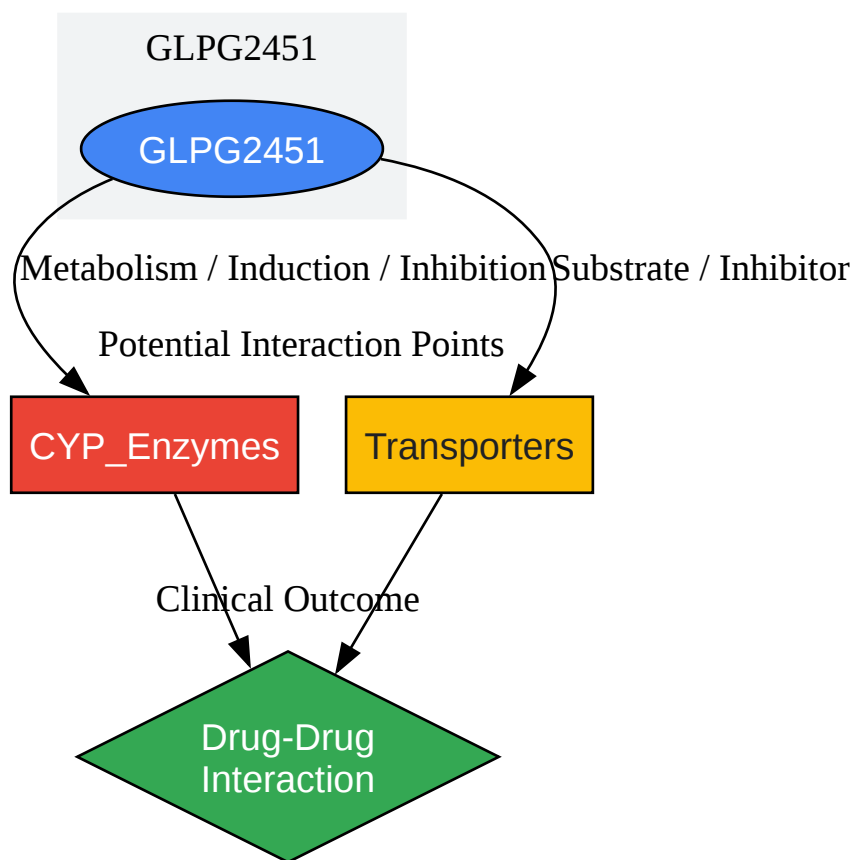 GLPG2451
GLPG2451
Metabolism / Induction / Inhibition
Substrate / Inhibitor
Potential Interaction Points
CYP_Enzymes
Transporters
Clinical Outcome
Drug-Drug
Interaction